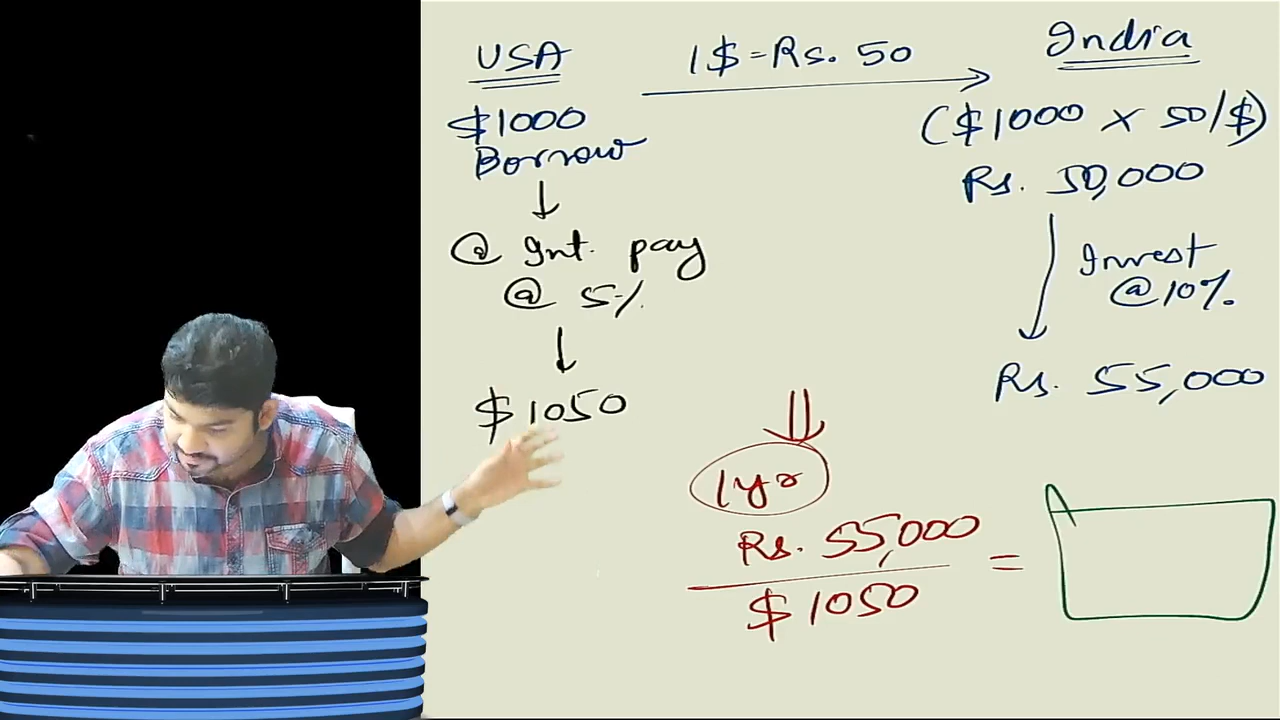 USA
1$=Rs. 50
India
$1000
Borrow
@ Int. pay
@ 5%
$1050
($1000 × 50/$)
Rs. 50,000
Invest
@10%
Rs. 55,000
1yr
Rs. 55,000
$1050
=